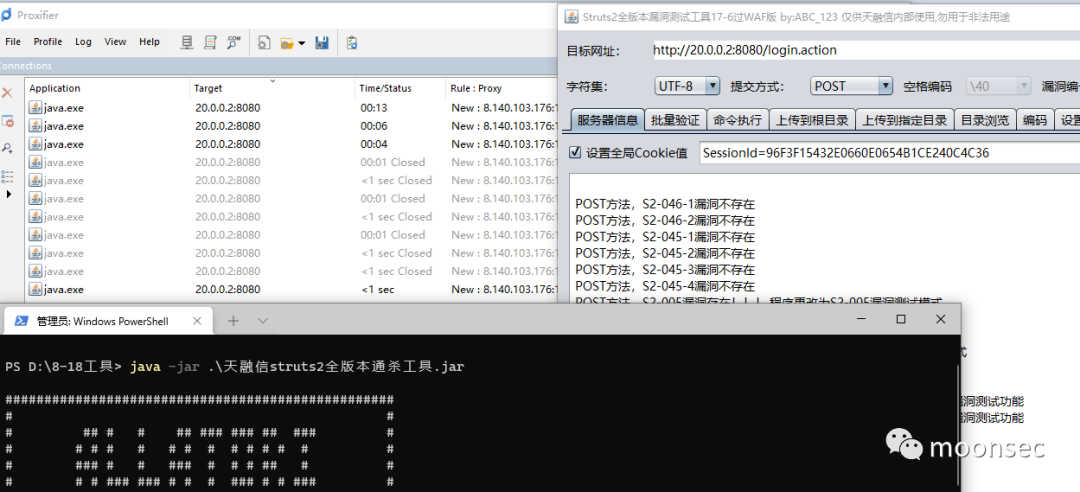 Proxifier
File Profile Log View Help
Connections
Application Target Time/Status Rule : Proxy
java.exe 20.0.0.2:8080 00:13 New : 8.140.103.176:
java.exe 20.0.0.2:8080 00:06 New : 8.140.103.176:
java.exe 20.0.0.2:8080 00:04 New : 8.140.103.176:
java.exe 20.0.0.2:8080 00:01 Closed New : 8.140.103.176:
java.exe 20.0.0.2:8080 <1 sec Closed New : 8.140.103.176:
java.exe 20.0.0.2:8080 00:01 Closed New : 8.140.103.176:
java.exe 20.0.0.2:8080 <1 sec Closed New : 8.140.103.176:
java.exe 20.0.0.2:8080 00:01 Closed New : 8.140.103.176:
java.exe 20.0.0.2:8080 <1 sec Closed New : 8.140.103.176:
java.exe 20.0.0.2:8080 <1 sec Closed New : 8.140.103.176:
java.exe 20.0.0.2:8080 <1 sec New : 8.140.103.176:
Struts2全版本漏洞测试工具17-6过WAF版 by:ABC_123 仅供天融信内部使用,勿用于非法用途
目标网址: http://20.0.0.2:8080/login.action
字符集: UTF-8 提交方式: POST 空格编码 \40 漏洞编
服务器信息 批量验证 命令执行 上传到根目录 上传到指定目录 目录浏览 编码 设置
设置全局Cookie值 SessionId=96F3F15432E0660E0654B1CE240C4C36
POST方法，S2-046-1漏洞不存在
POST方法，S2-046-2漏洞不存在
POST方法，S2-045-1漏洞不存在
POST方法，S2-045-2漏洞不存在
POST方法，S2-045-3漏洞不存在
POST方法，S2-045-4漏洞不存在
POST方法，S2-005漏洞存在！！！ 程序更改为S2-005漏洞测试模式
式
漏洞测试功能
漏洞测试功能
管理员: Windows PowerShell
PS D:\8-18工具> java -jar .\天融信struts2全版本通杀工具.jar
moonsec